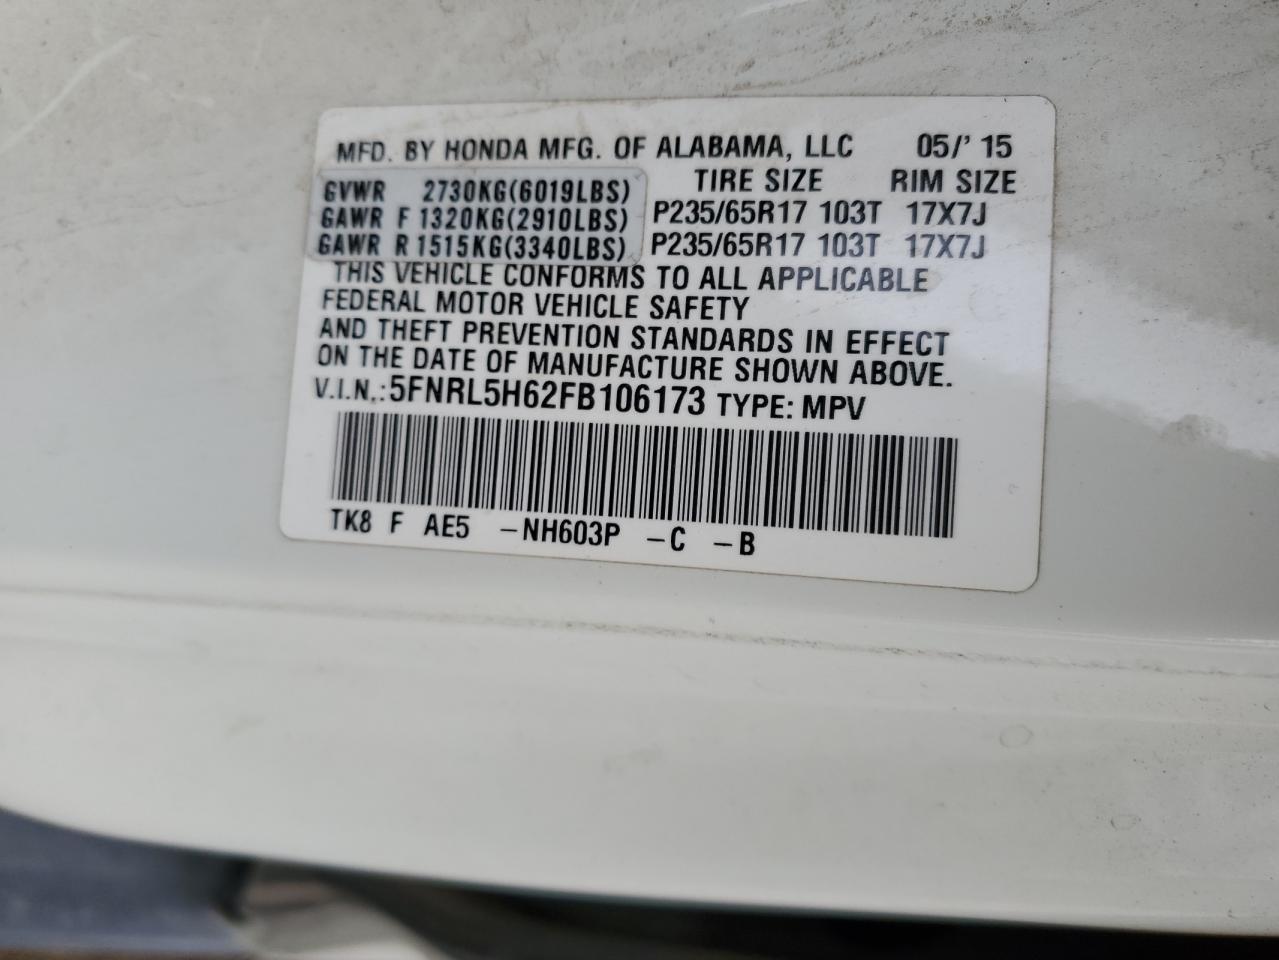 MFD. BY HONDA MFG. OF ALABAMA, LLC 05/' 15
GVWR 2730KG(6019LBS) TIRE SIZE RIM SIZE
GAWR F 1320KG(2910LBS) P235/65R17 103T 17X7J
GAWR R 1515KG(3340LBS) P235/65R17 103T 17X7J
THIS VEHICLE CONFORMS TO ALL APPLICABLE
FEDERAL MOTOR VEHICLE SAFETY
AND THEFT PREVENTION STANDARDS IN EFFECT
ON THE DATE OF MANUFACTURE SHOWN ABOVE.
V.I.N.:5FNRL5H62FB106173 TYPE: MPV
TK8 F AE5 -NH603P -C -B